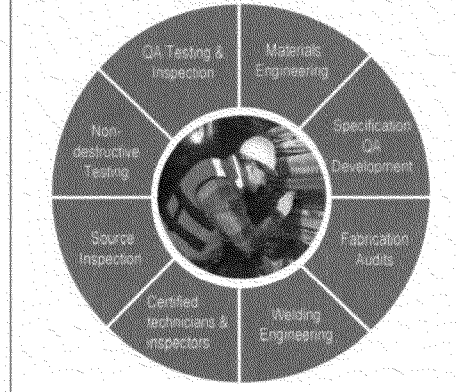 QA Testing &
Inspection
Materials
Engineering
Specification
QA
Development
Fabrication
Audits
Welding
Engineering
Certified
technicians &
inspectors
Source
Inspection
Non-
destructive
Testing